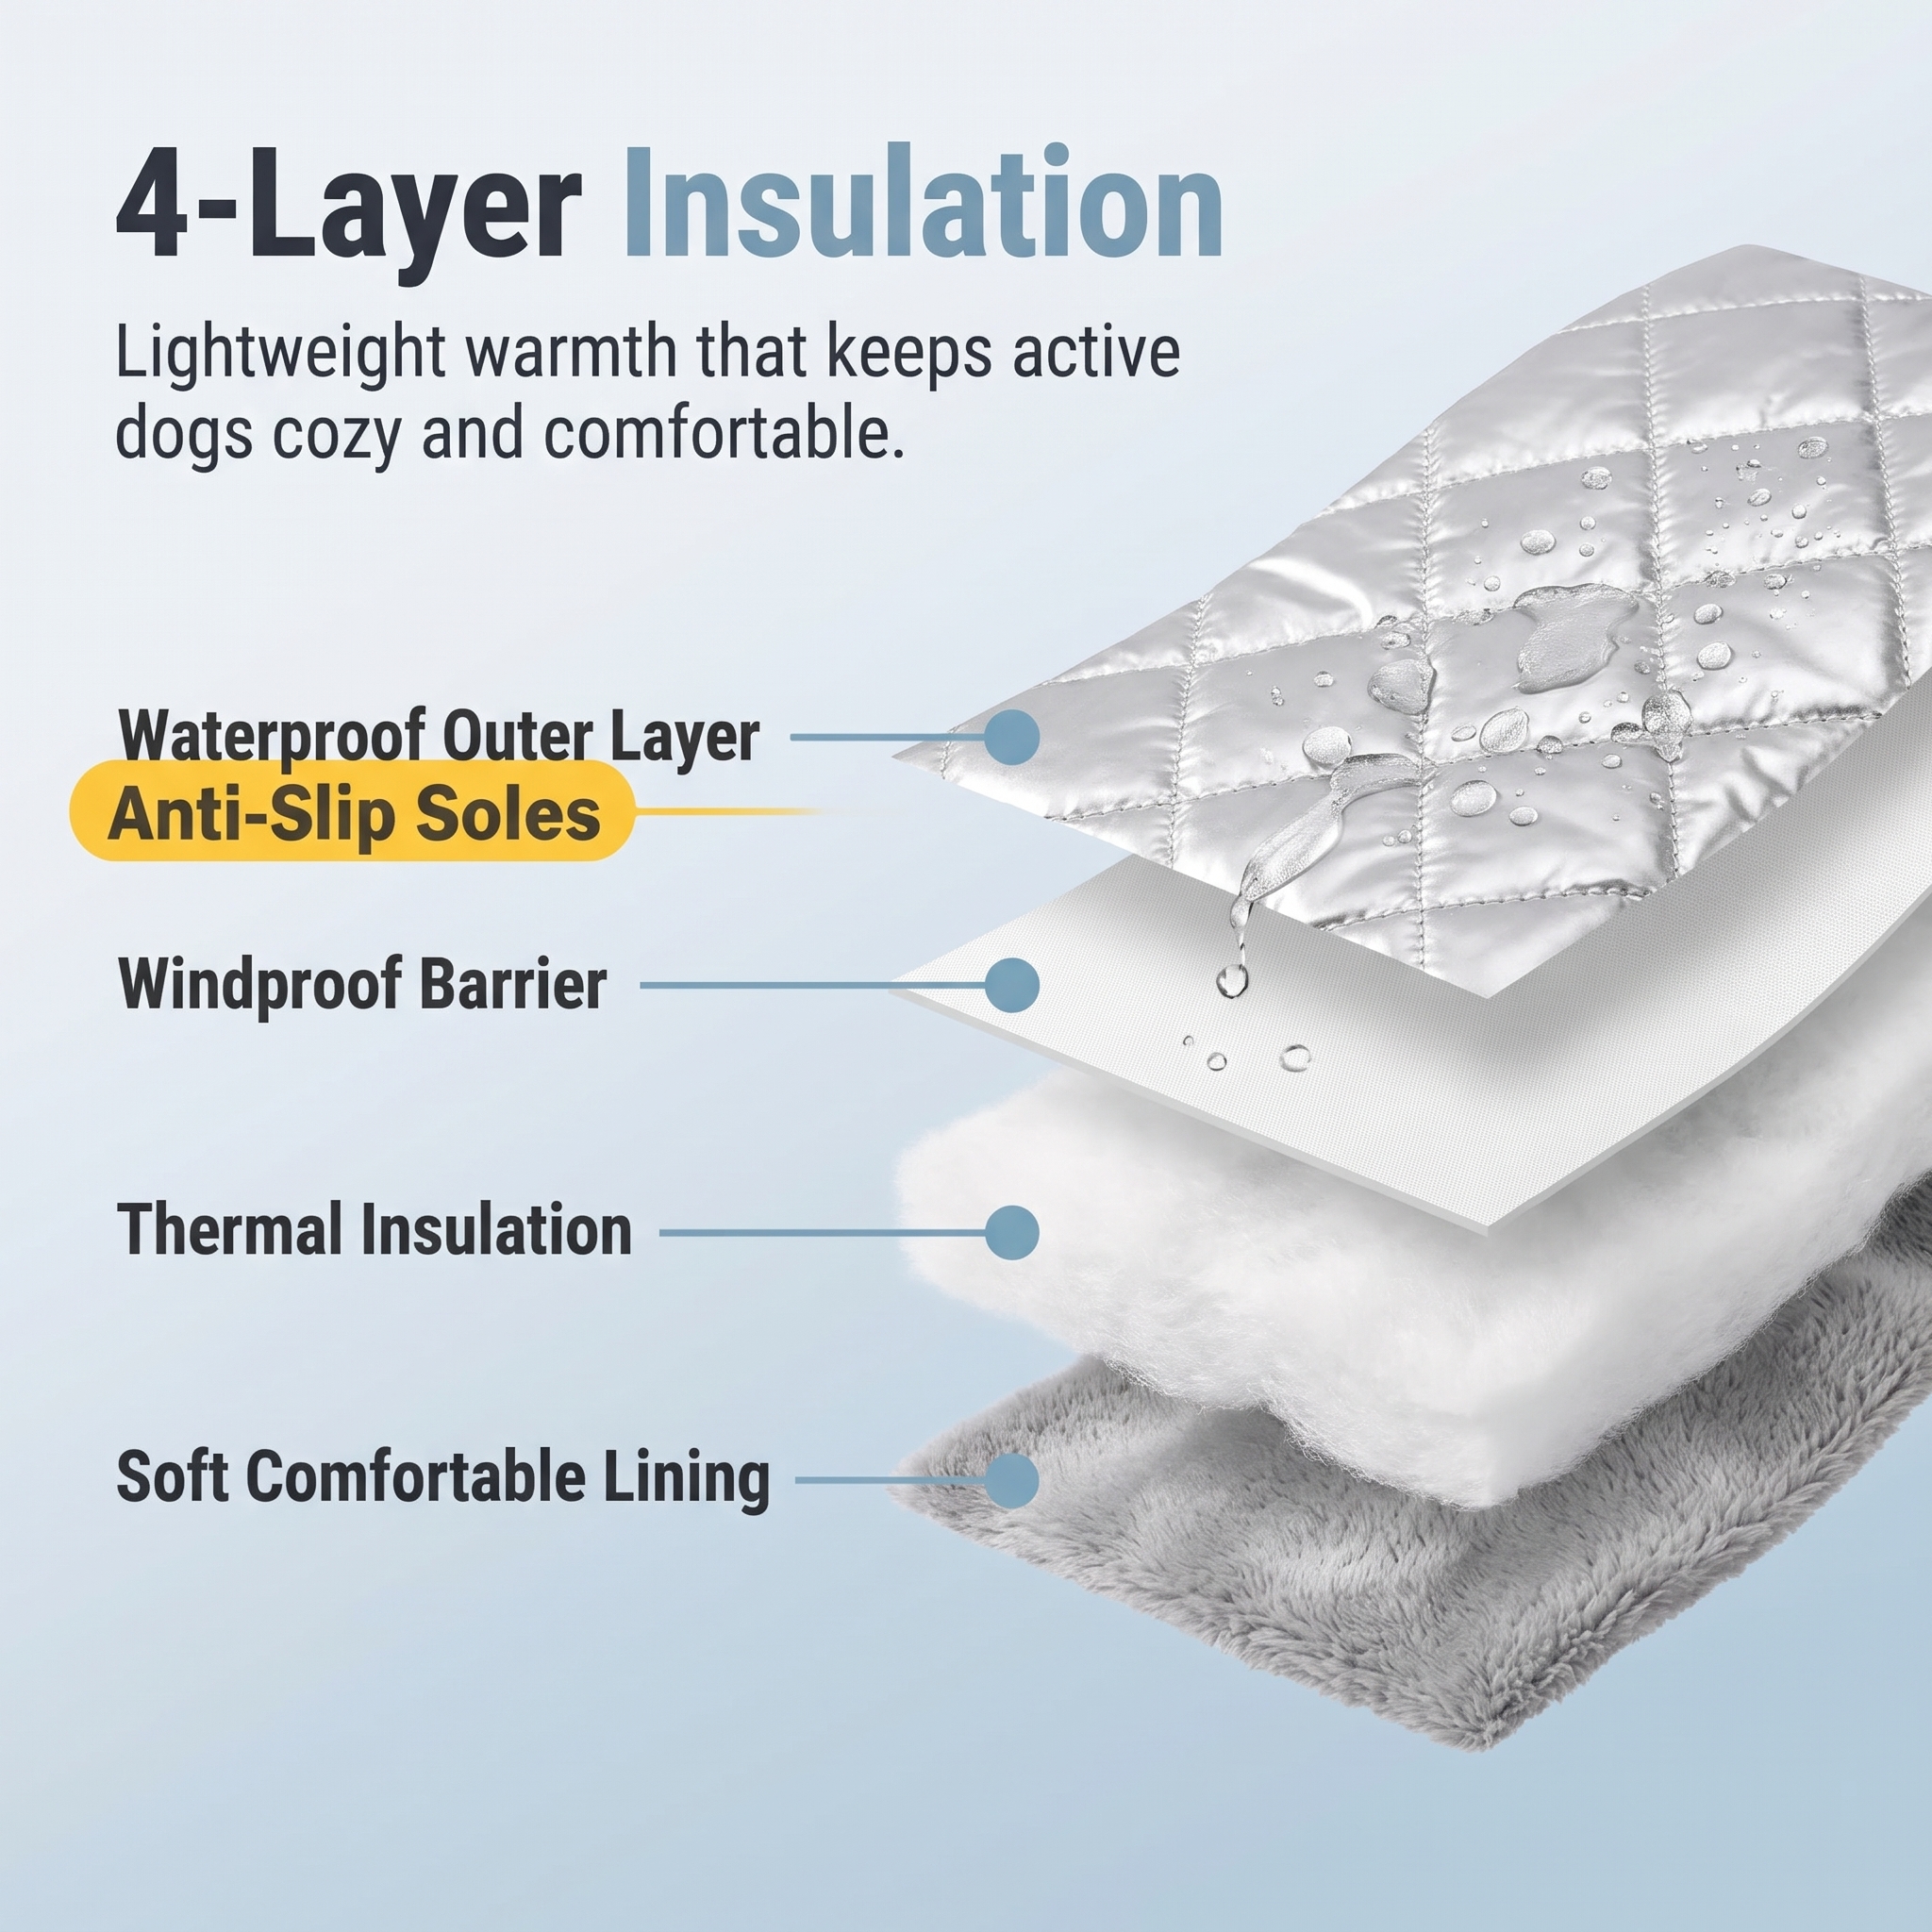 4-Layer Insulation
Lightweight warmth that keeps active
dogs cozy and comfortable.
Waterproof Outer Layer
Anti-Slip Soles
Windproof Barrier
Thermal Insulation
Soft Comfortable Lining